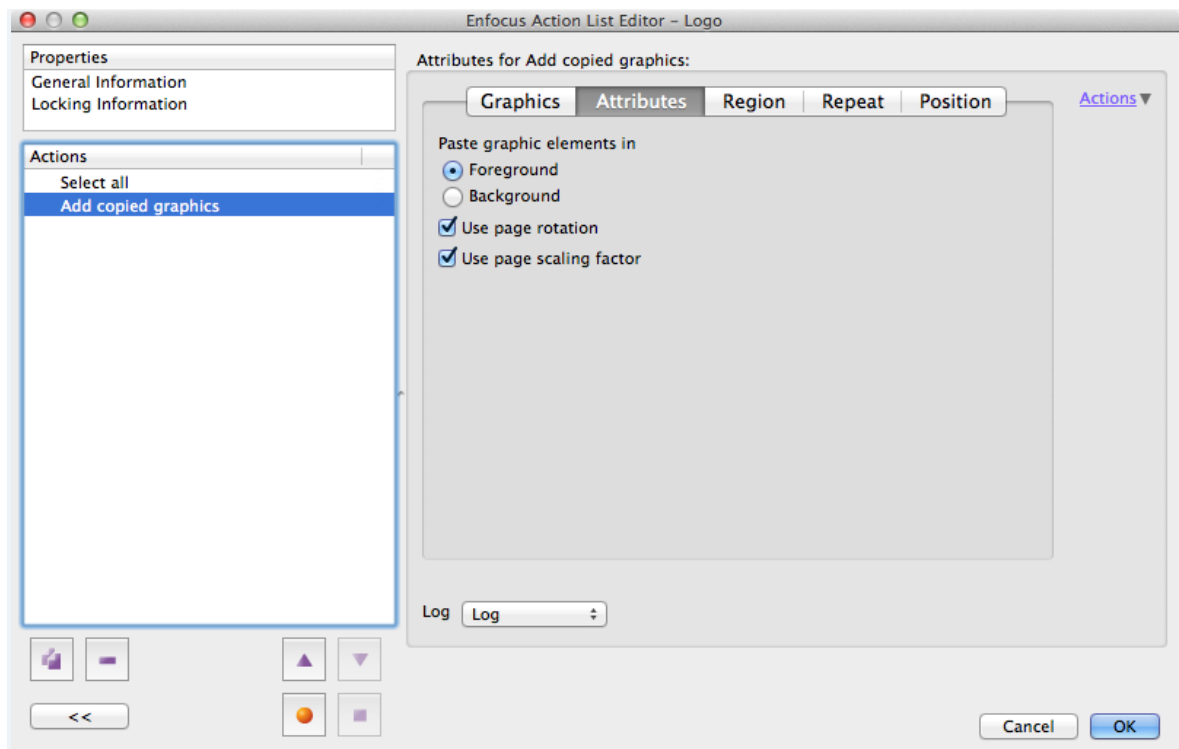 Enfocus Action List Editor – Logo
Properties
General Information
Locking Information
Actions
Select all
Add copied graphics
<<
Attributes for Add copied graphics:
Graphics Attributes Region Repeat Position
Actions
Paste graphic elements in
Foreground
Background
Use page rotation
Use page scaling factor
Log Log
Cancel OK